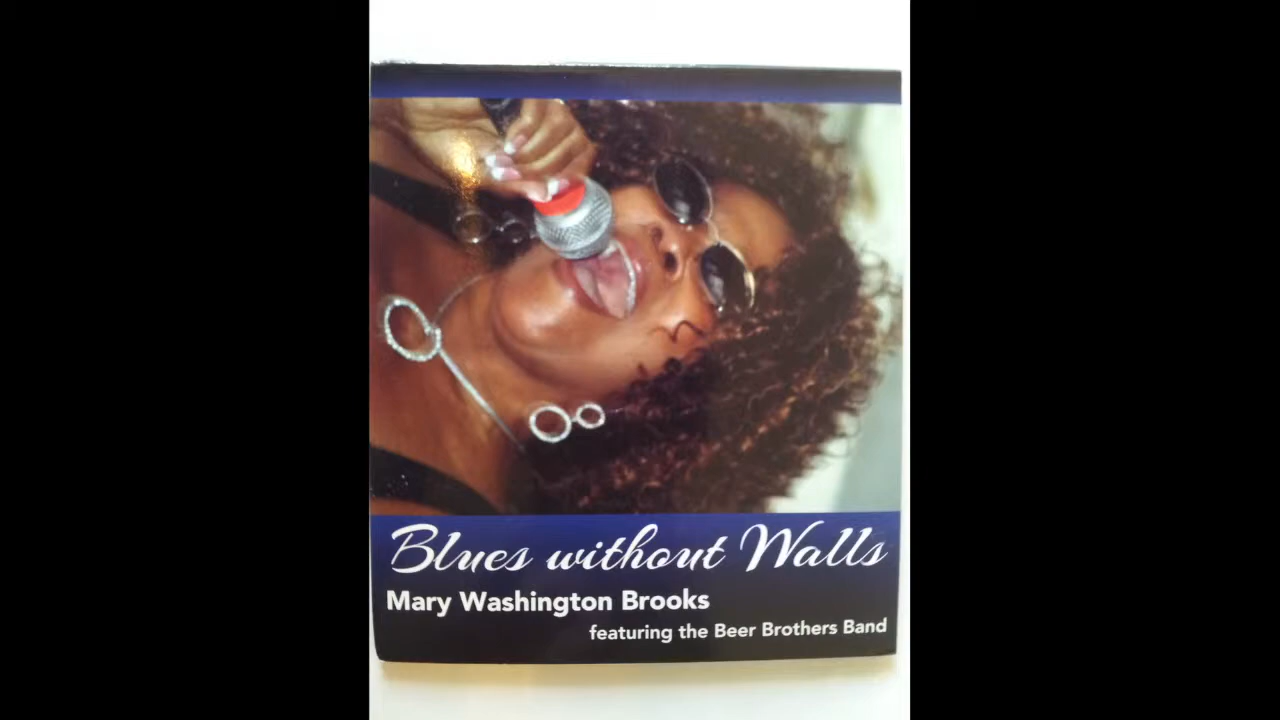 Blues without Walls
Mary Washington Brooks
featuring the Beer Brothers Band